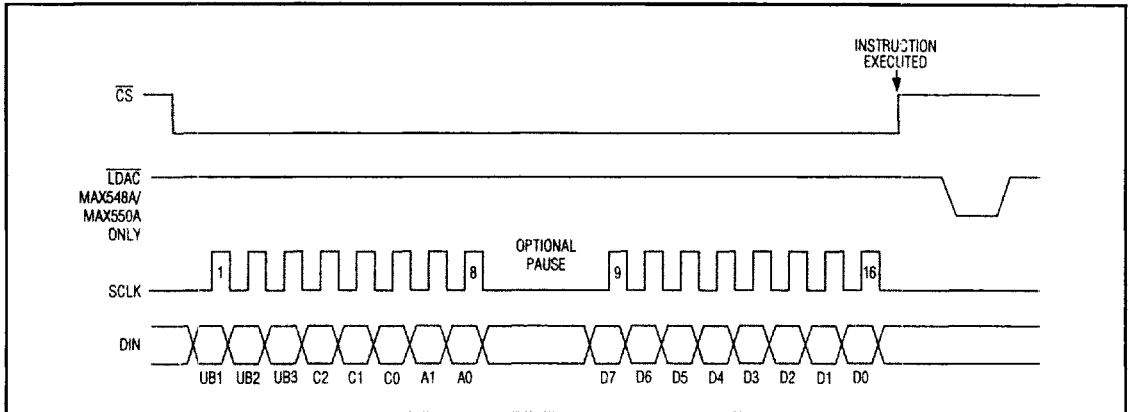 INSTRUCTION
EXECUTED
CS
LDAC
MAX548A/
MAX550A
ONLY
OPTIONAL
PAUSE
1
8
9
16
SCLK
DIN
UB1 UB2 UB3 C2 C1 C0 A1 A0 D7 D6 D5 D4 D3 D2 D1 D0